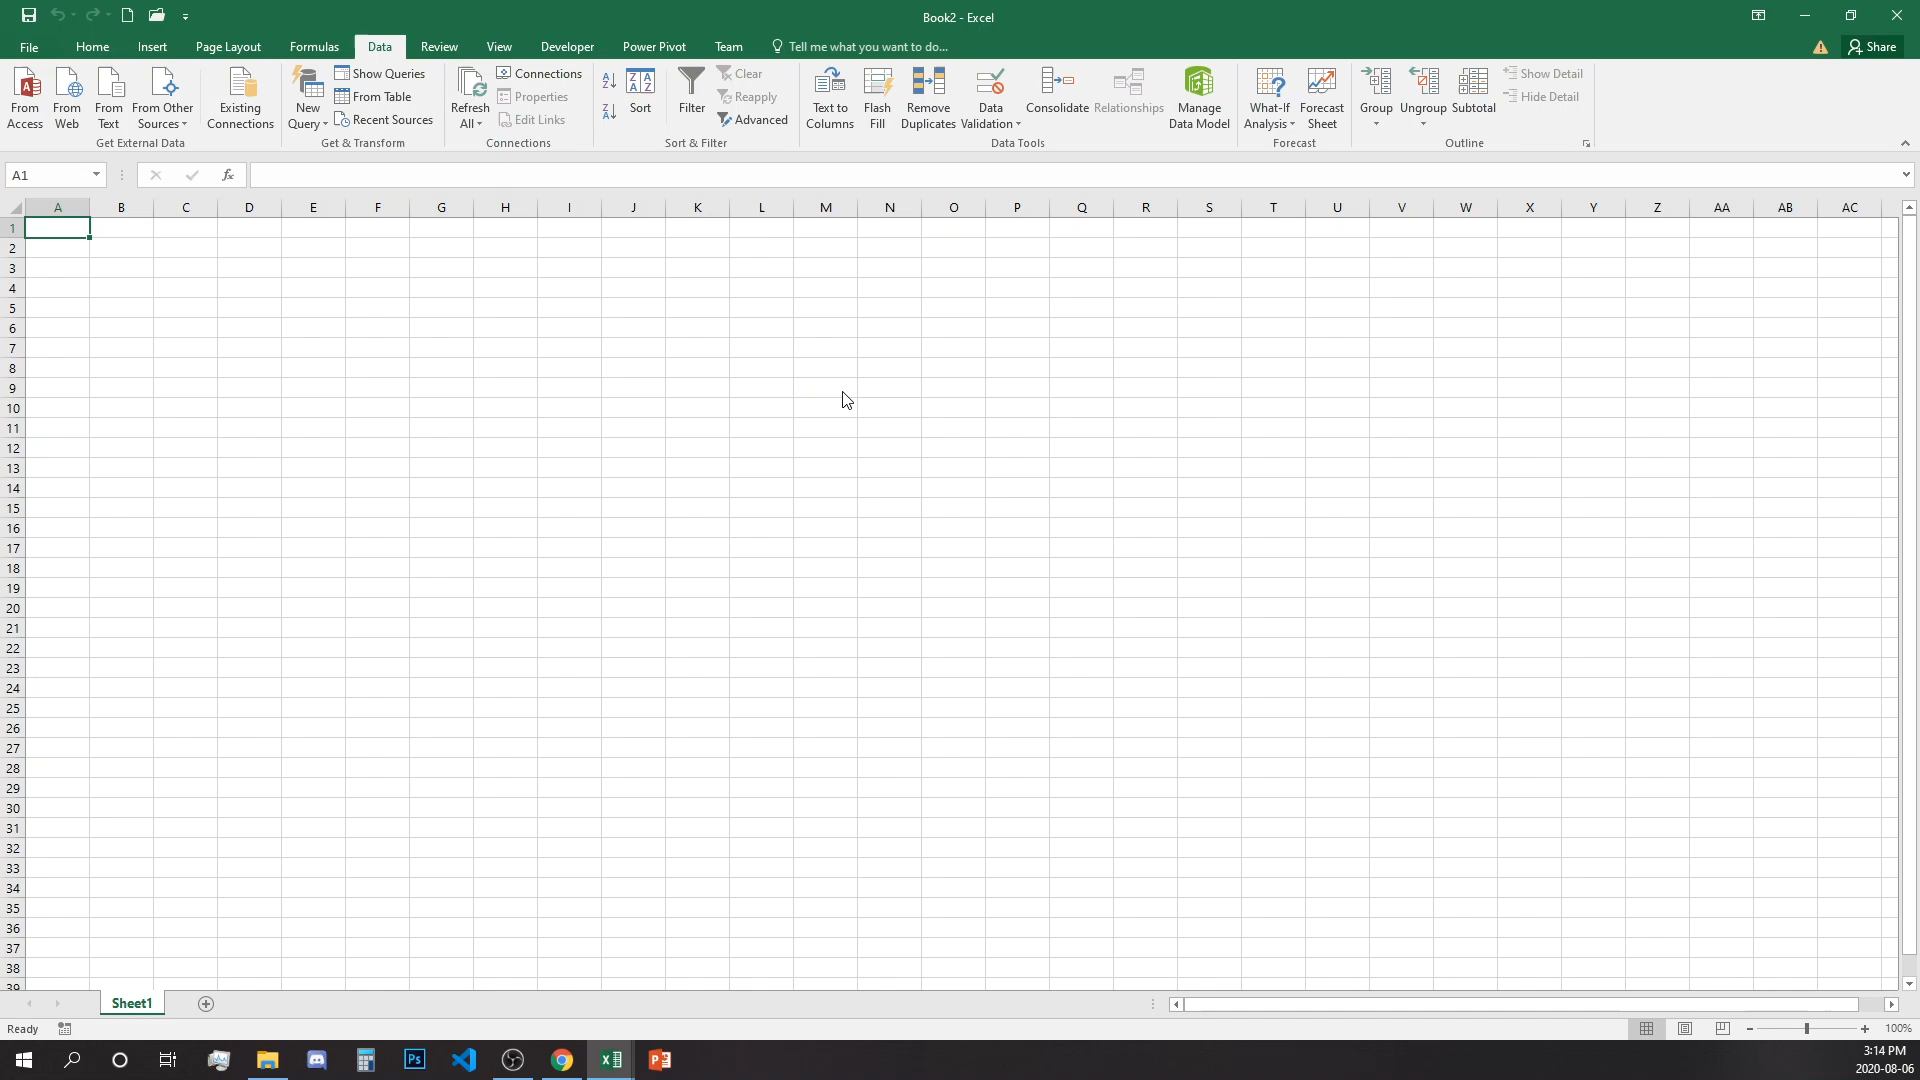 Book2 - Excel
File Home Insert Page Layout Formulas Data Review View Developer Power Pivot Team Tell me what you want to do... Share
From Access
From Web
From Text
From Other Sources
Existing Connections
Get External Data
New Query
Show Queries
From Table
Recent Sources
Get & Transform
Refresh All
Connections
Properties
Edit Links
Connections
Sort
Filter
Clear
Reapply
Advanced
Sort & Filter
Text to Columns
Flash Fill
Remove Duplicates
Data Validation
Consolidate
Relationships
Manage Data Model
Data Tools
What-If Analysis
Forecast Sheet
Forecast
Group
Ungroup
Subtotal
Show Detail
Hide Detail
Outline
A1
fx
A B C D E F G H I J K L M N O P Q R S T U V W X Y Z AA AB AC
1
2
3
4
5
6
7
8
9
10
11
12
13
14
15
16
17
18
19
20
21
22
23
24
25
26
27
28
29
30
31
32
33
34
35
36
37
38
39
Sheet1
Ready
100%
Ps
3:14 PM
2020-08-06